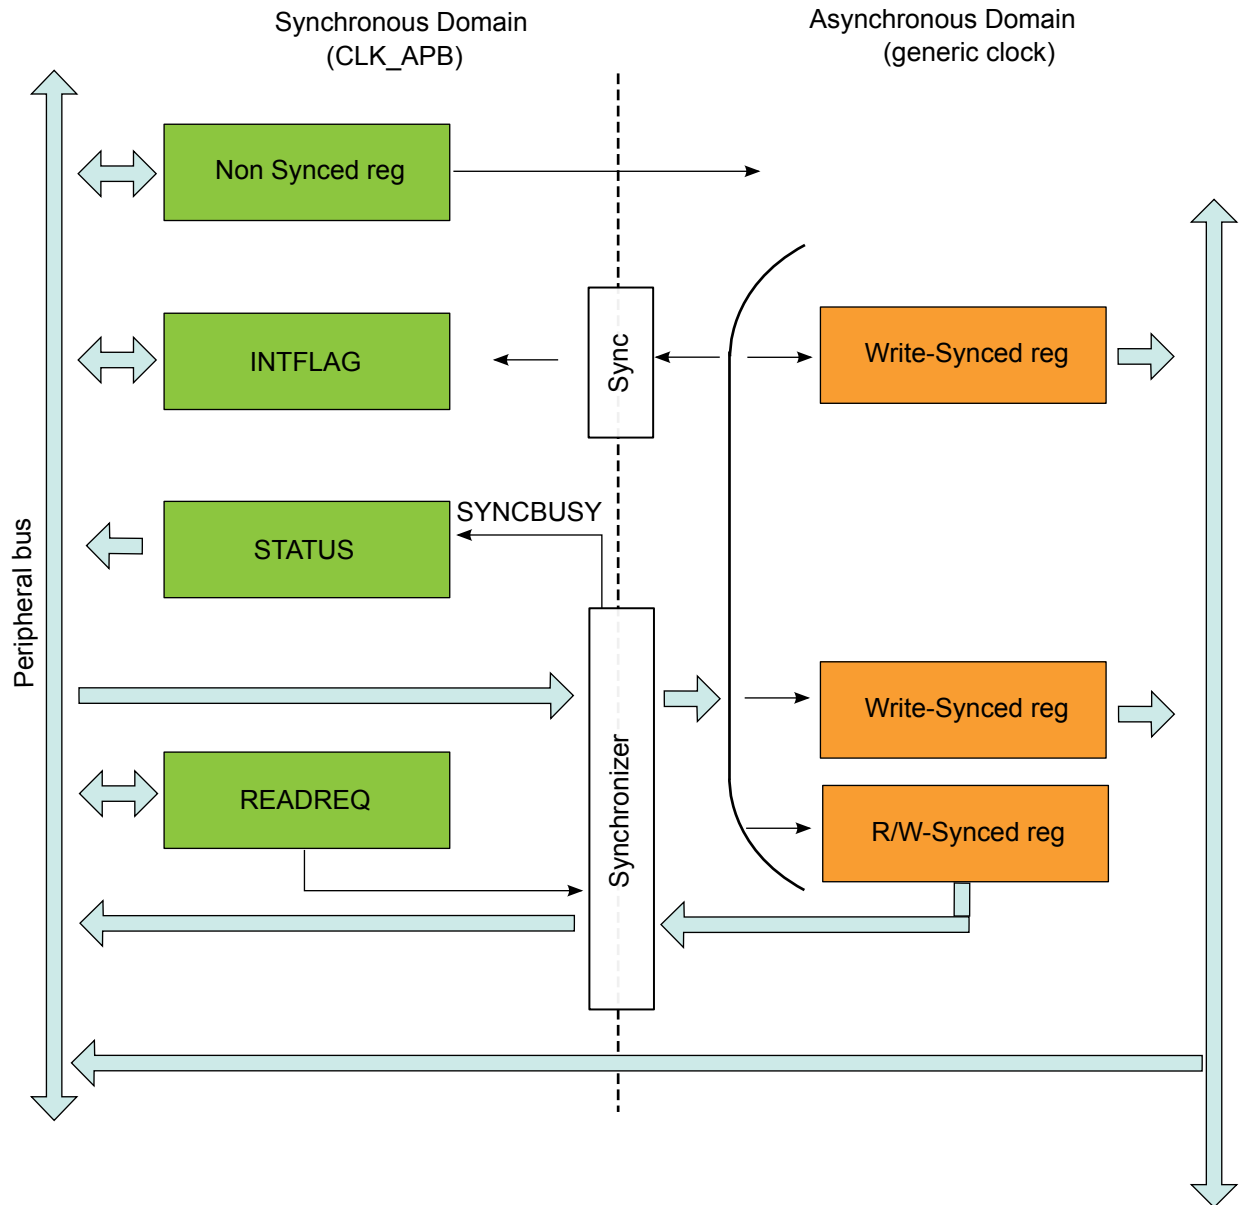 Synchronous Domain
(CLK_APB)
Asynchronous Domain
(generic clock)
Non Synced reg
INTFLAG
Sync
Write-Synced reg
SYNCBUSY
STATUS
Peripheral bus
Write-Synced reg
Synchronizer
READREQ
R/W-Synced reg